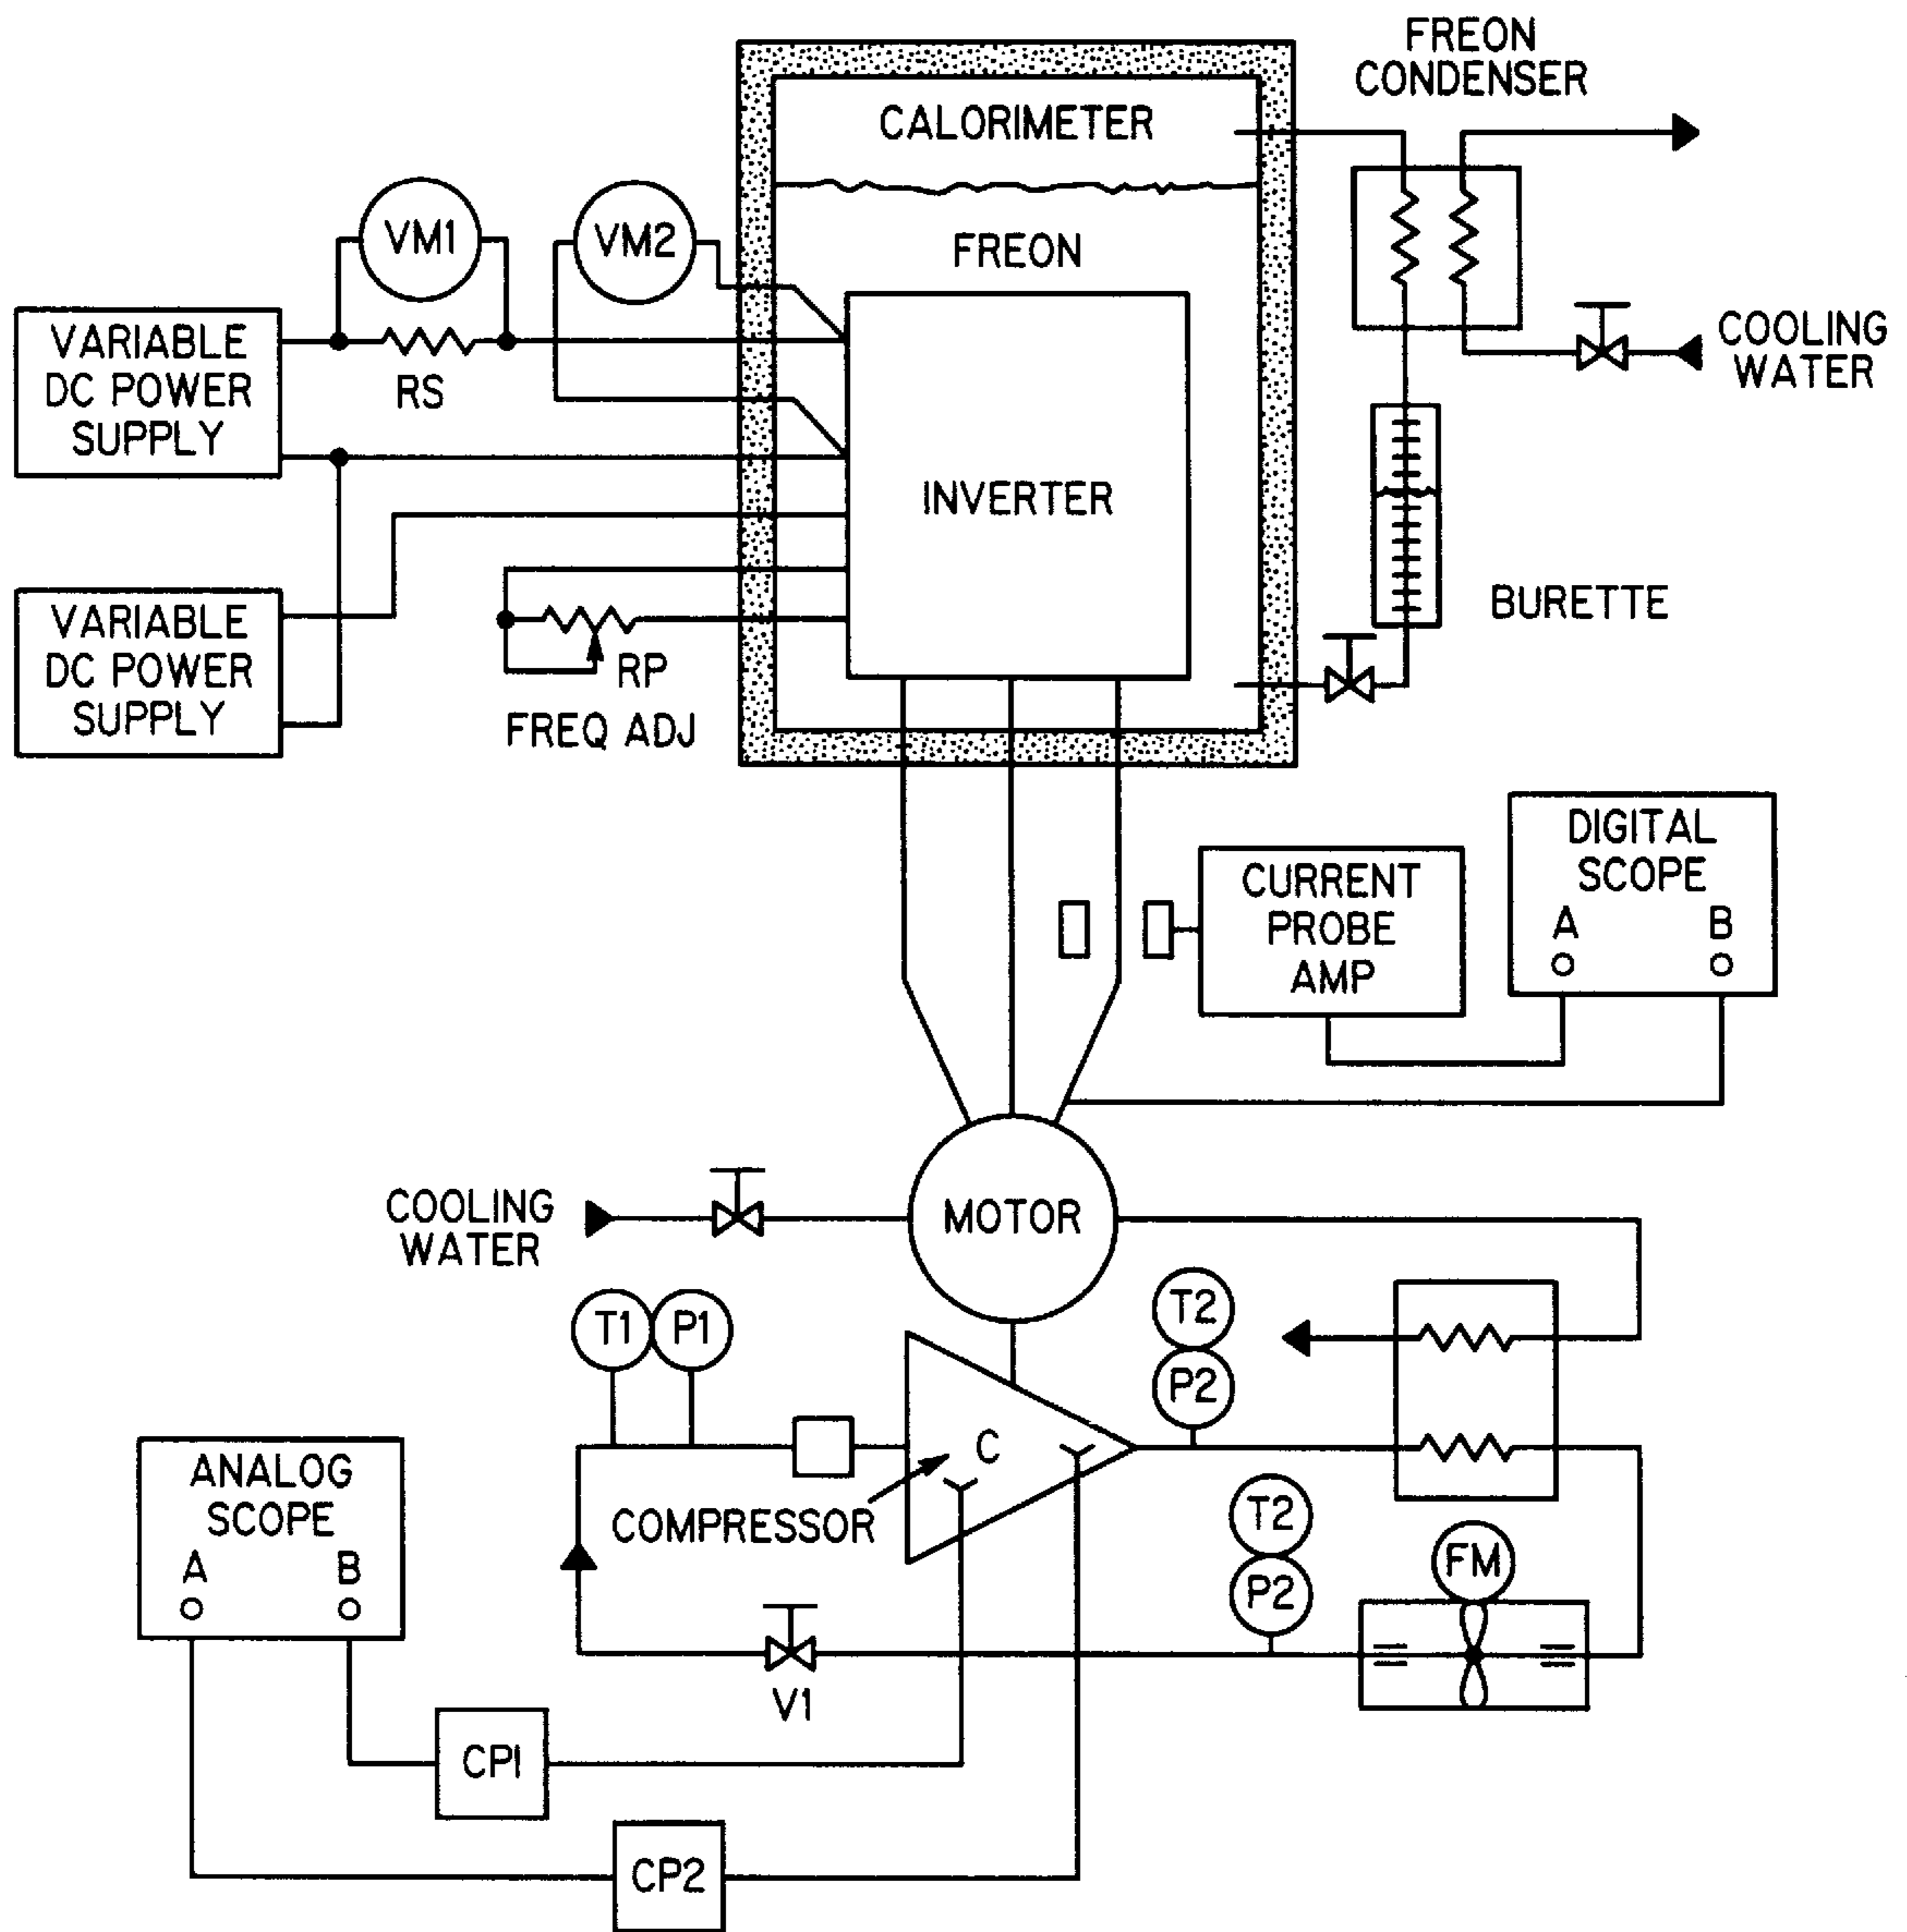 FREON
CONDENSER
CALORIMETER
VM1
VM2
FREON
VARIABLE
DC POWER
SUPPLY
RS
COOLING
WATER
INVERTER
VARIABLE
DC POWER
SUPPLY
RP
FREQ ADJ
BURETTE
DIGITAL
SCOPE
A
B
CURRENT
PROBE
AMP
COOLING
WATER
MOTOR
T1
P1
T2
P2
C
COMPRESSOR
ANALOG
SCOPE
A
B
T2
P2
FM
V1
CP1
CP2